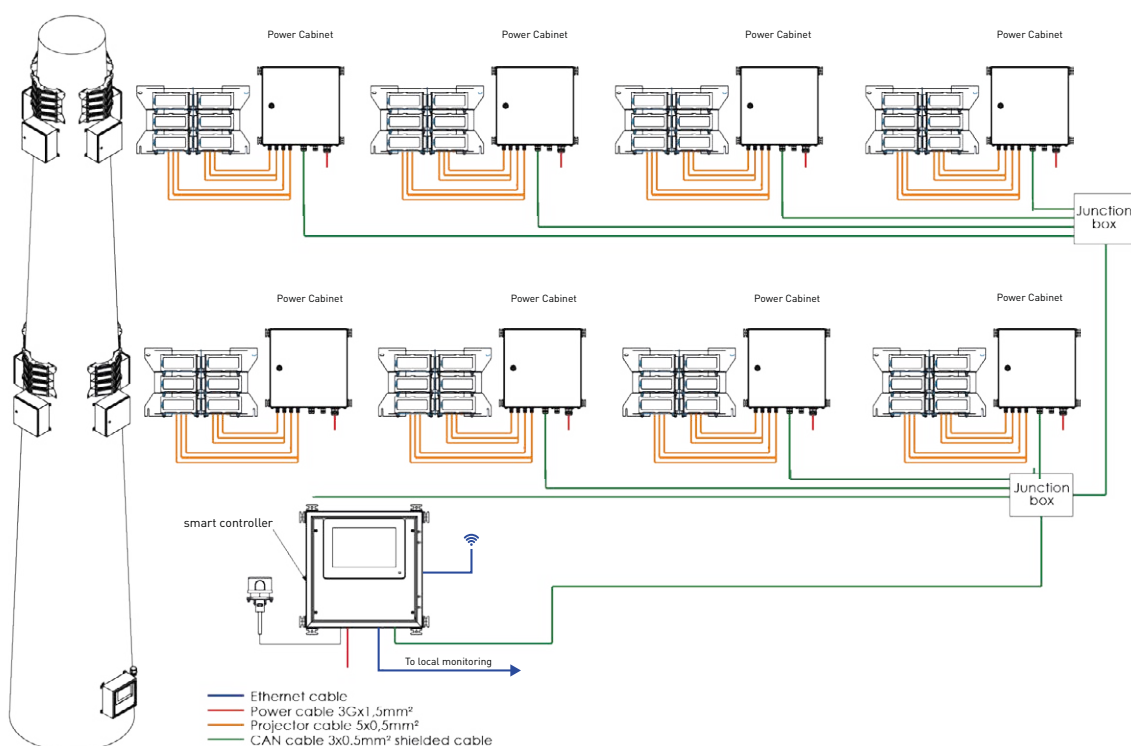 Power Cabinet
Power Cabinet
Power Cabinet
Power Cabinet
Junction
box
Power Cabinet
Power Cabinet
Power Cabinet
Power Cabinet
Junction
box
smart controller
To local monitoring
Ethernet cable
Power cable 3Gx1,5mm²
Projector cable 5x0,5mm²
CAN cable 3x0.5mm² shielded cable